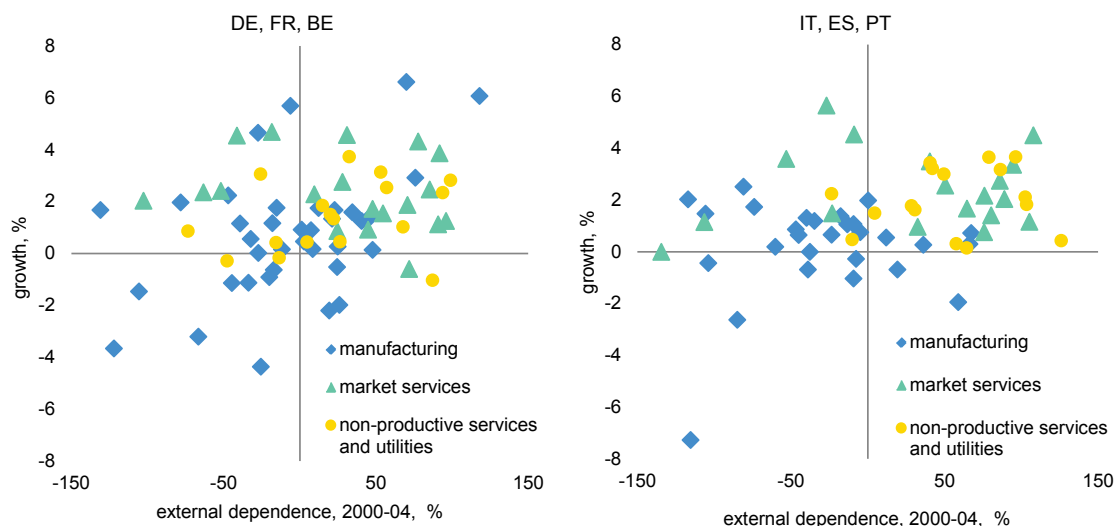 DE, FR, BE
8
6
4
2
0
-2
-4
-6
-8
growth, %
manufacturing
market services
non-productive services
and utilities
-150
-50
50
150
external dependence, 2000-04, %
IT, ES, PT
8
6
4
2
0
-2
-4
-6
-8
growth, %
manufacturing
market services
non-productive services
and utilities
-150
-50
50
150
external dependence, 2000-04, %